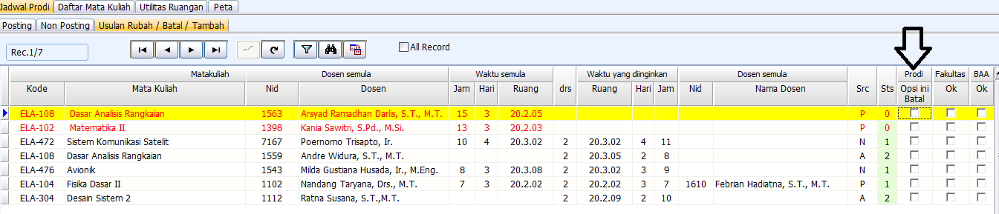 Jadwal Prodi Daftar Mata Kuliah Utilitas Ruangan Peta
Posting Non Posting Usulan Rubah / Batal / Tambah
Rec.1/7 All Record
Matakuliah Dosen semula Waktu semula drs Waktu yang diinginkan Dosen semula Src Sts Prodi Fakultas BAA
Kode Mata Kuliah Nid Dosen Jam Hari Ruang Ruang Hari Jam Nid Nama Dosen Opsi ini Batal Ok Ok
ELA-108 Dasar Analisis Rangkaian 1563 Arsyad Ramadhan Darlis, S.T., M.T. 15 3 20.2.05 P 0
ELA-102 Matematika II 1398 Kania Sawitri, S.Pd., M.Si. 13 3 20.2.03 P 0
ELA-472 Sistem Komunikasi Satelit 7167 Poernomo Trisapto, Ir. 10 4 20.3.02 2 20.3.02 4 11 N 1
ELA-108 Dasar Analisis Rangkaian 1559 Andre Widura, S.T., M.T. 2 20.3.05 2 8 A 2
ELA-476 Avionik 1543 Milda Gustiana Husada, Ir., M.Eng. 8 3 20.3.08 2 20.3.02 3 9 N 1
ELA-104 Fisika Dasar II 1102 Nandang Taryana, Drs., M.T. 7 3 20.2.02 2 20.2.02 3 7 1610 Febrian Hadiatna, S.T., M.T. P 1
ELA-304 Desain Sistem 2 1112 Ratna Susana, S.T.,M.T. 2 20.2.09 2 10 A 2